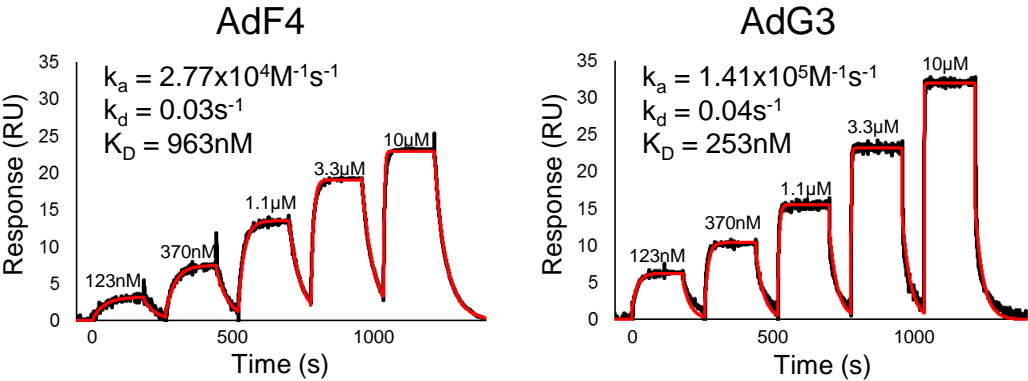 AdF4
kₐ = 2.77x10⁴M⁻¹s⁻¹
k_d = 0.03s⁻¹
K_D = 963nM
Response (RU)
35
30
25
20
15
10
5
0
123nM
370nM
1.1µM
3.3µM
10µM
0
500
1000
Time (s)
AdG3
kₐ = 1.41x10⁵M⁻¹s⁻¹
k_d = 0.04s⁻¹
K_D = 253nM
Response (RU)
35
30
25
20
15
10
5
0
123nM
370nM
1.1µM
3.3µM
10µM
0
500
1000
Time (s)